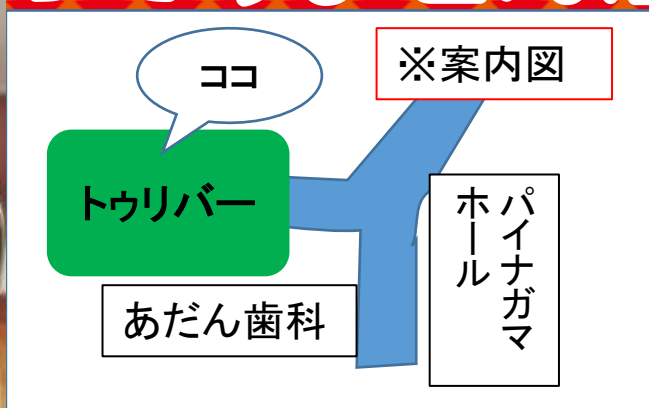 ココ
※案内図
トゥリバー
パイナガマ
ホール
あだん歯科